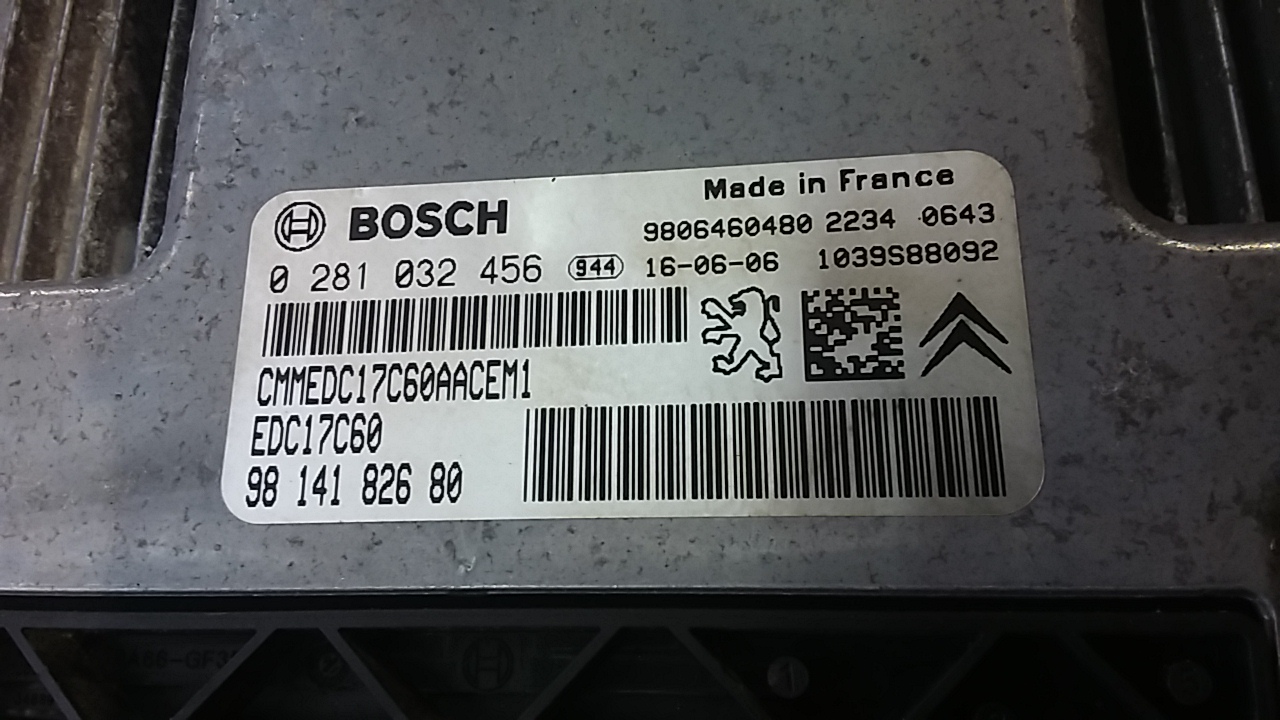 Made in France
BOSCH
9806460480 2234 0643
0 281 032 456 944 16-06-06 1039S88092
CMMEDC17C60AACEM1
EDC17C60
98 141 826 80